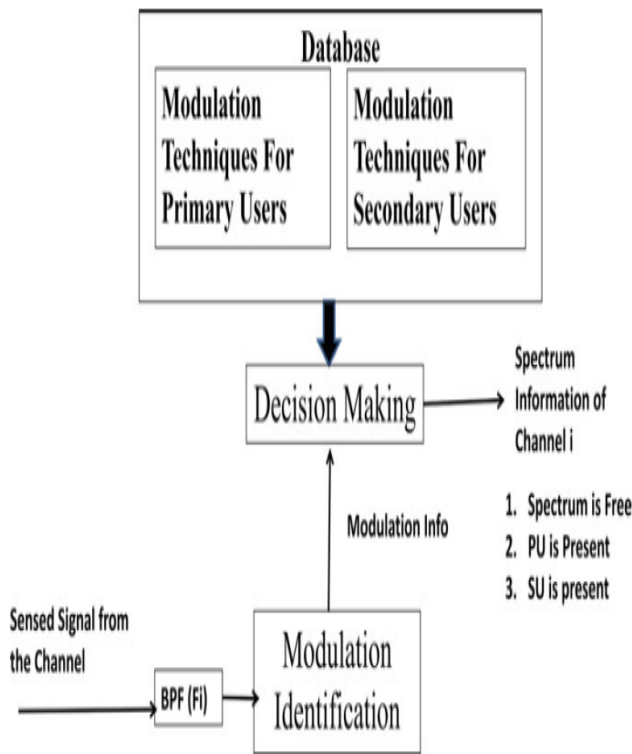 Database
Modulation
Techniques For
Primary Users
Modulation
Techniques For
Secondary Users
Decision Making
Spectrum
Information of
Channel i
Modulation Info
1. Spectrum is Free
2. PU is Present
3. SU is present
Sensed Signal from
the Channel
BPF (Fi)
Modulation
Identification